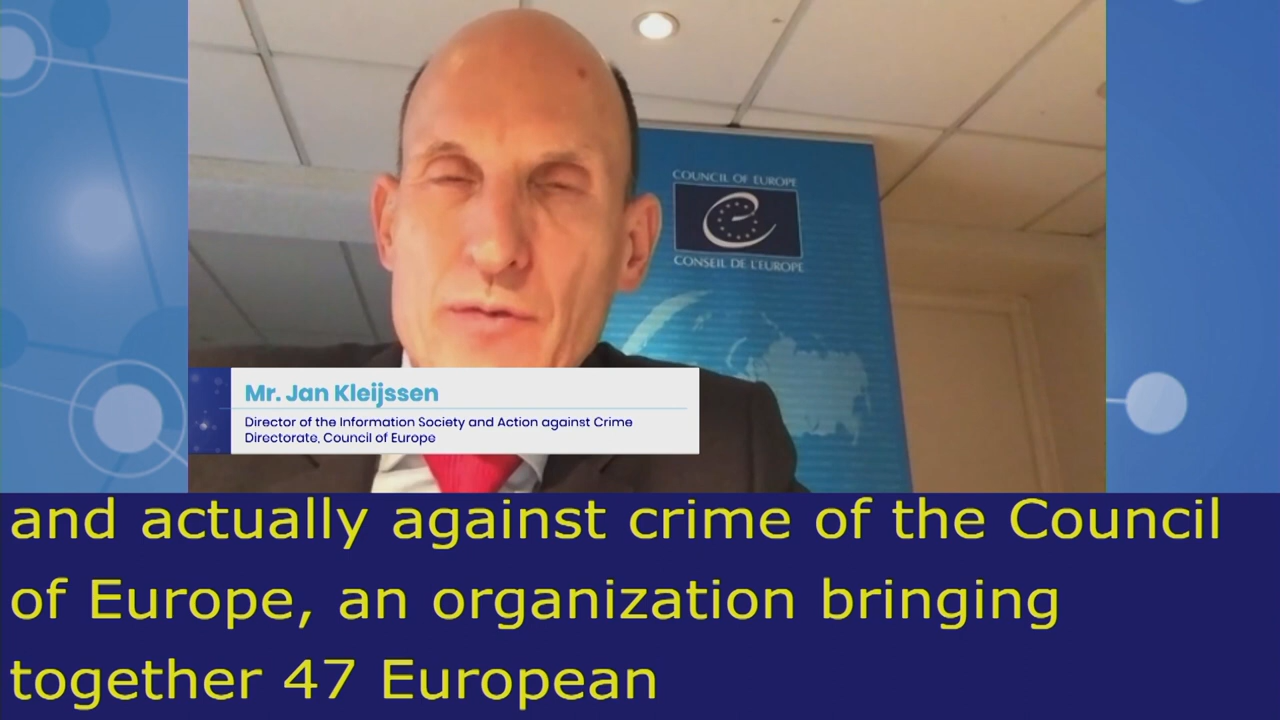 COUNCIL OF EUROPE
CONSEIL DE L'EUROPE
Mr. Jan Kleijssen
Director of the Information Society and Action against Crime
Directorate, Council of Europe
and actually against crime of the Council
of Europe, an organization bringing
together 47 European